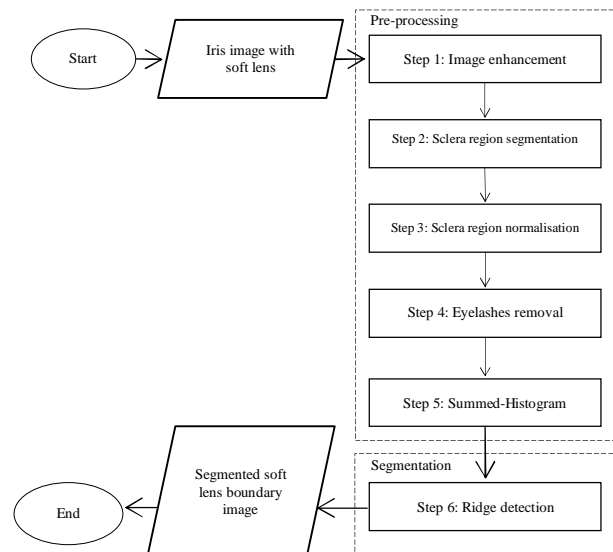 Pre-processing
Start
Iris image with
soft lens
Step 1: Image enhancement
Step 2: Sclera region segmentation
Step 3: Sclera region normalisation
Step 4: Eyelashes removal
Step 5: Summed-Histogram
Segmentation
Step 6: Ridge detection
Segmented soft
lens boundary
image
End